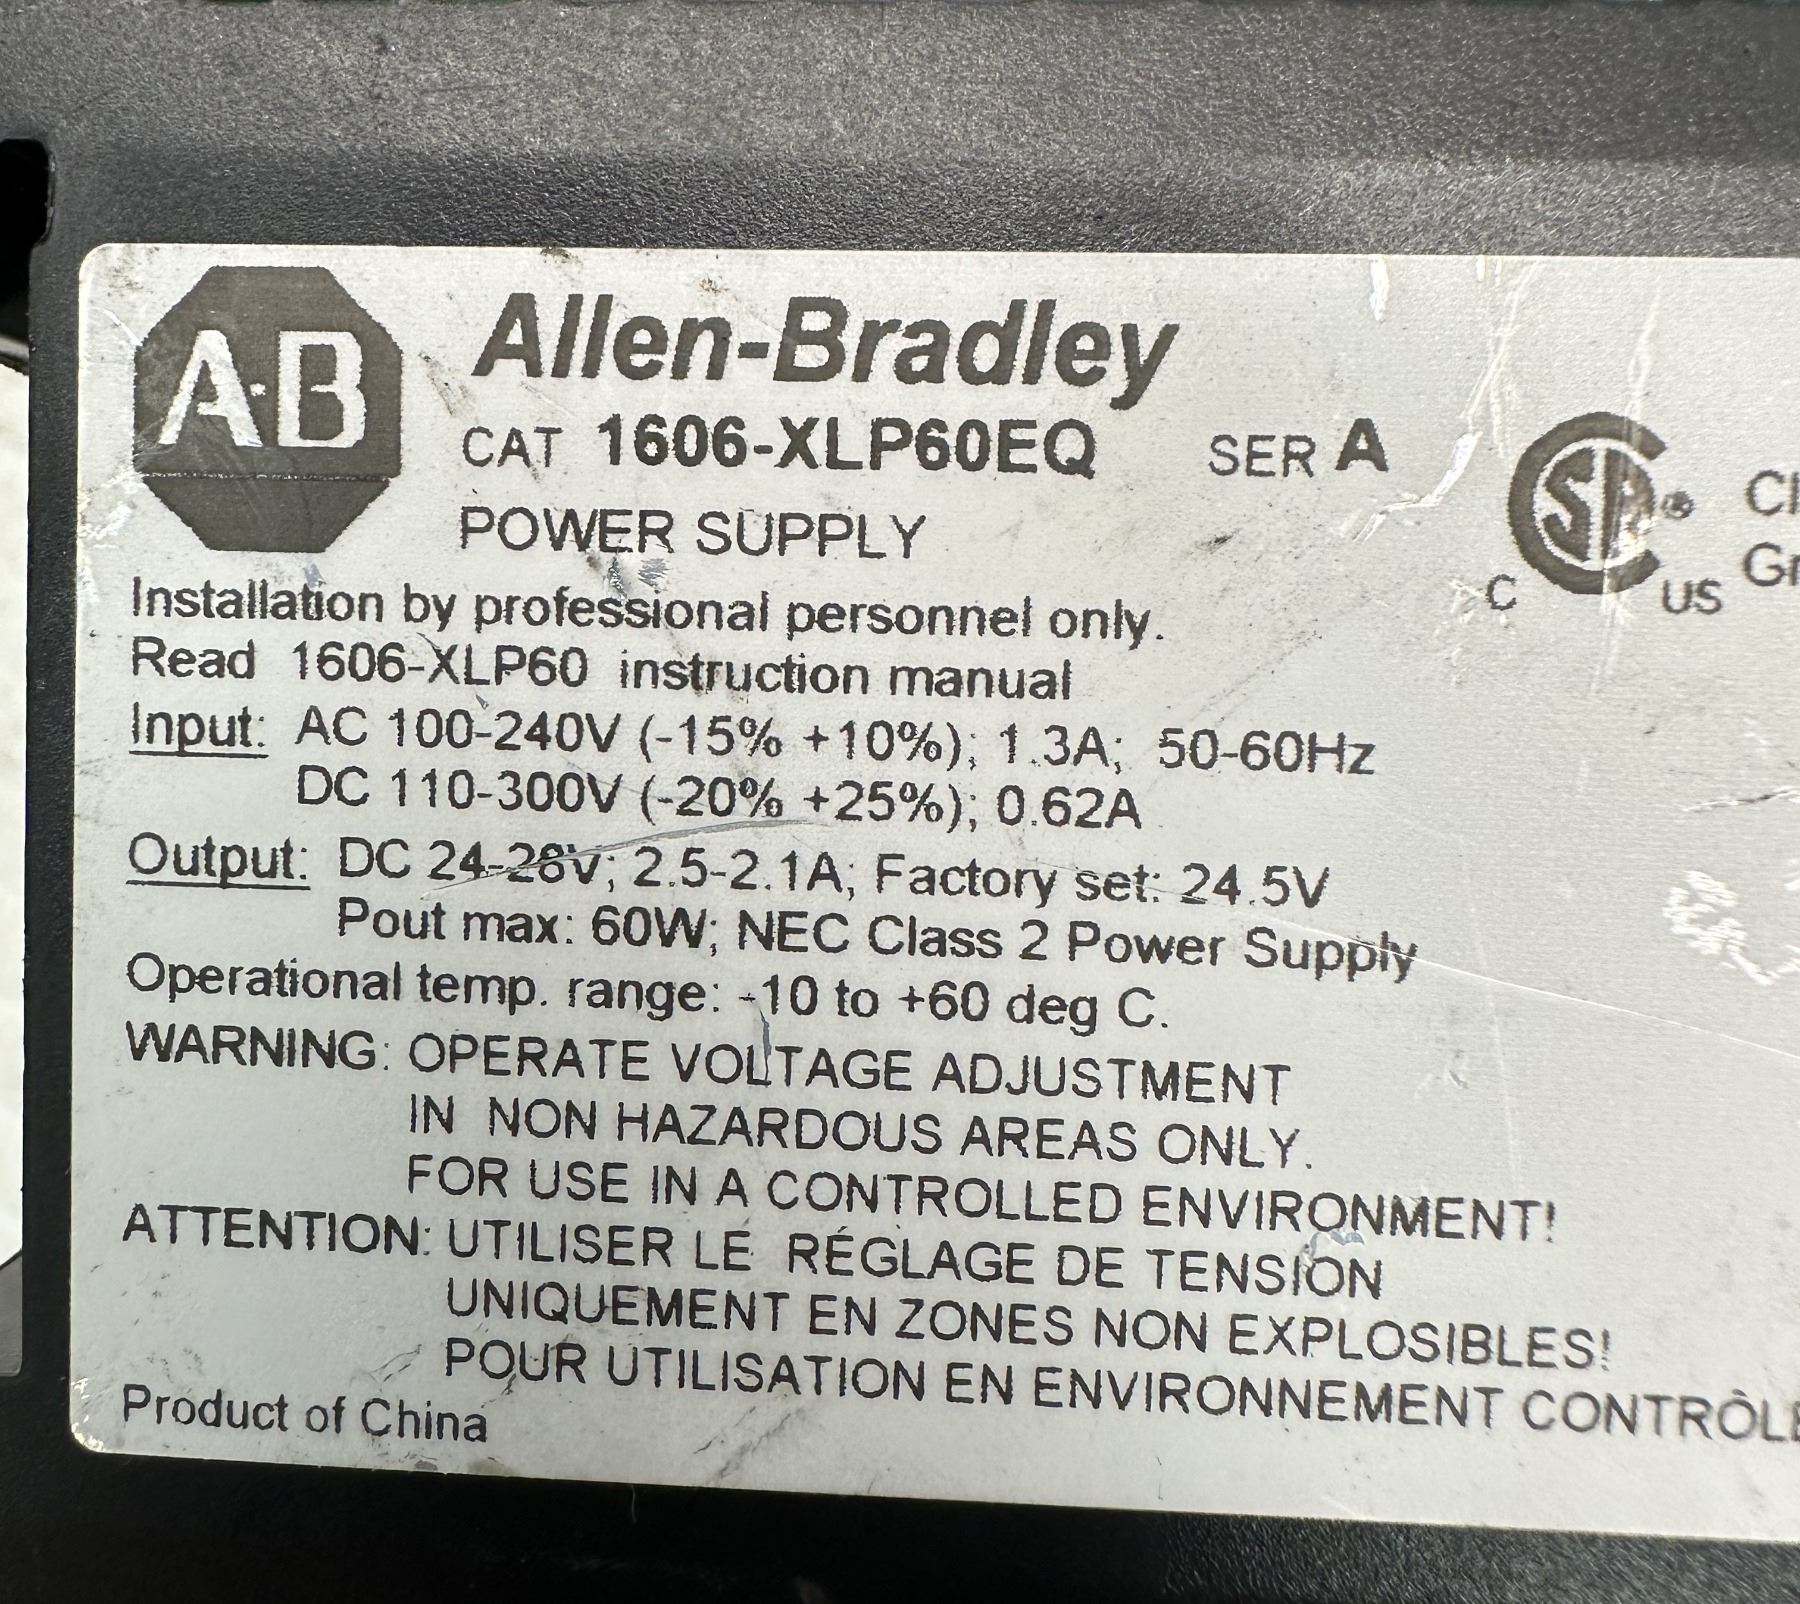 A·B Allen-Bradley
CAT 1606-XLP60EQ SER A
POWER SUPPLY
C US
Installation by professional personnel only.
Read 1606-XLP60 instruction manual
Input: AC 100-240V (-15% +10%); 1.3A; 50-60Hz
DC 110-300V (-20% +25%); 0.62A
Output: DC 24-28V; 2.5-2.1A; Factory set: 24.5V
Pout max: 60W; NEC Class 2 Power Supply
Operational temp. range: -10 to +60 deg C.
WARNING: OPERATE VOLTAGE ADJUSTMENT
IN NON HAZARDOUS AREAS ONLY.
FOR USE IN A CONTROLLED ENVIRONMENT!
ATTENTION: UTILISER LE RÉGLAGE DE TENSION
UNIQUEMENT EN ZONES NON EXPLOSIBLES!
POUR UTILISATION EN ENVIRONNEMENT
Product of China